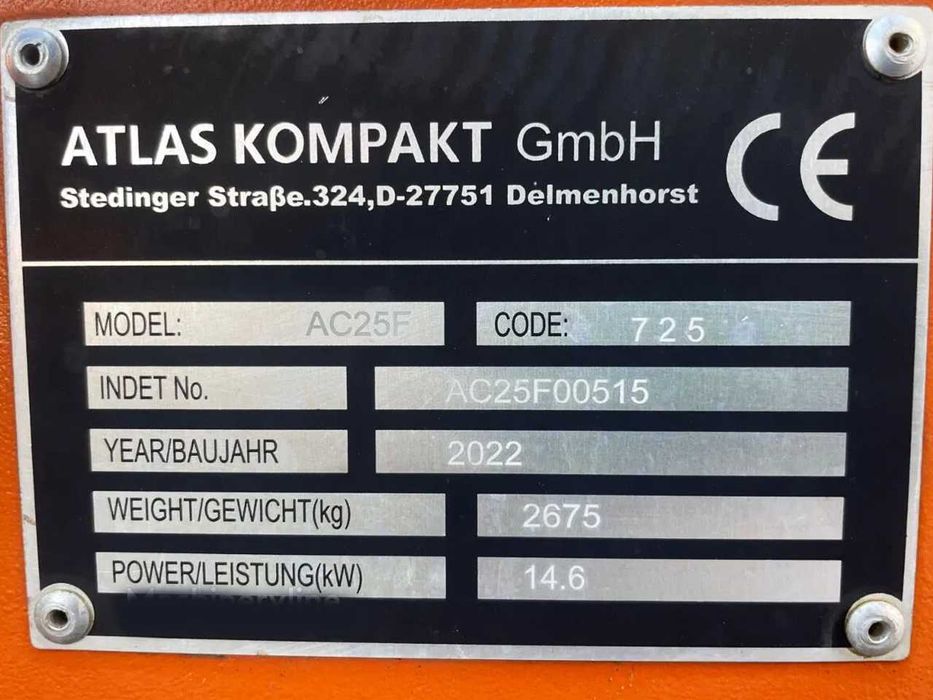 ATLAS KOMPAKT GmbH
Stedinger Straße.324,D-27751 Delmenhorst
CE
MODEL: AC25F
CODE: 725
INDET No. AC25F00515
YEAR/BAUJAHR 2022
WEIGHT/GEWICHT(kg) 2675
POWER/LEISTUNG(kW) 14.6
Machineryline